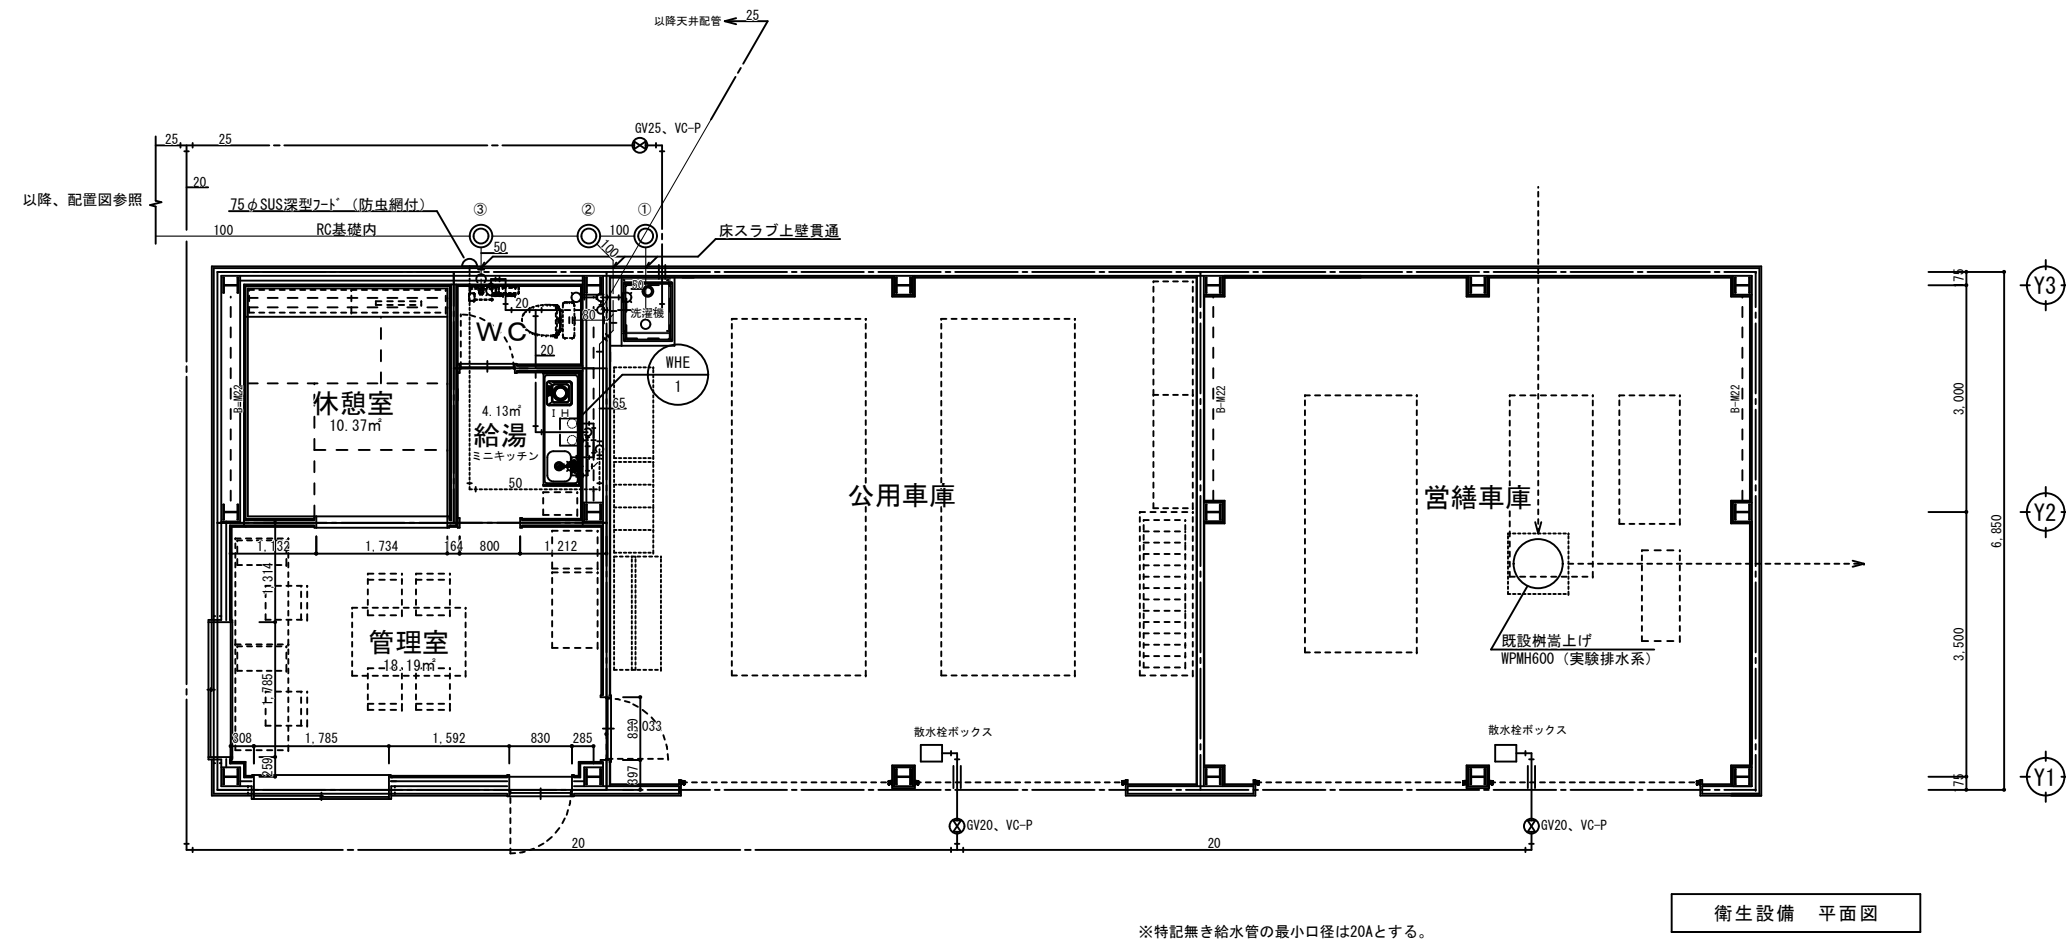 以降天井配管
25
GV25、VC-P
25
25
20
以降、配置図参照
75φSUS深型ﾌｰﾄﾞ（防虫網付）
③
②
①
100
RC基礎内
50
100
100
床スラブ上壁貫通
Y3
75
50
20
80
洗濯機
WC
20
WHE
1
B-M22
休憩室
10.37㎡
4.13㎡
IH
給湯
ミニキッチン
65
50
B-M22
B-M22
3,000
公用車庫
営繕車庫
Y2
6,850
1,132
1,734
164
800
1,212
1,314
管理室
18.19㎡
1,785
既設桝嵩上げ
WPMH600（実験排水系）
3,500
308
1,785
1,592
830
285
830
033
259
397
散水栓ボックス
散水栓ボックス
75
Y1
GV20、VC-P
GV20、VC-P
20
20
衛生設備　平面図
※特記無き給水管の最小口径は20Aとする。